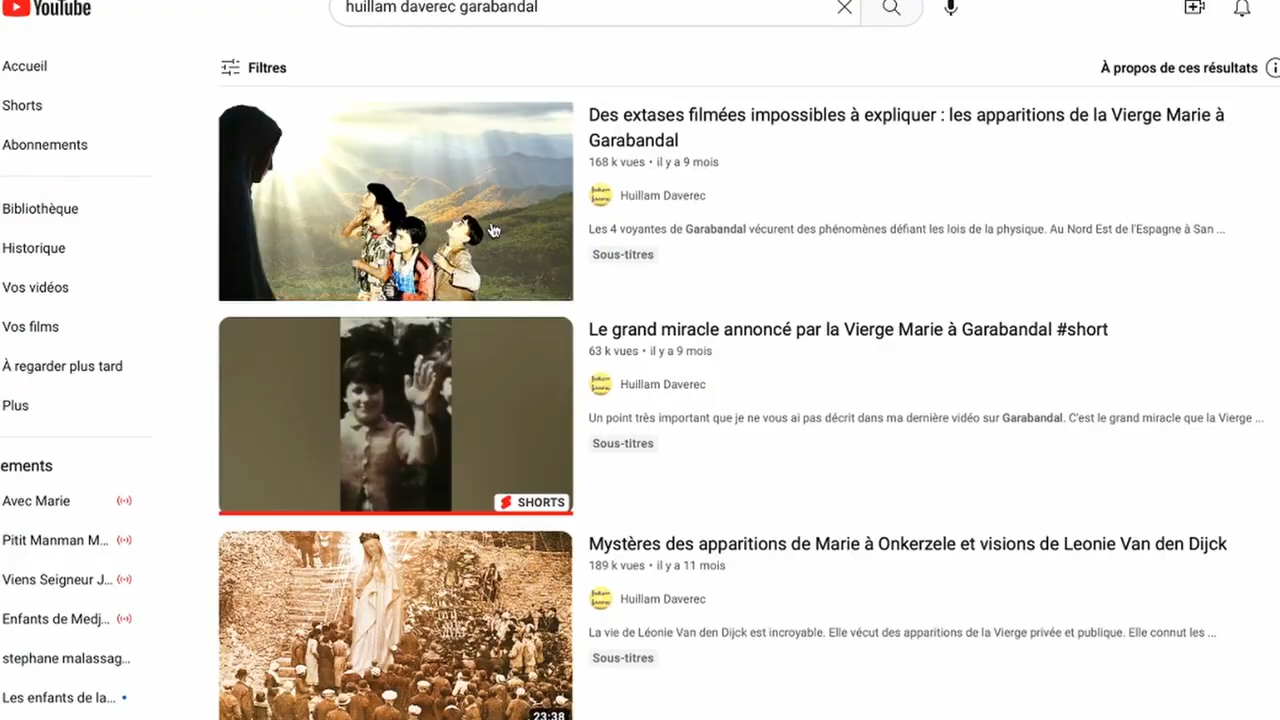 YouTube
huillam daverec garabandal
Accueil
Shorts
Abonnements
Bibliothèque
Historique
Vos vidéos
Vos films
À regarder plus tard
Plus
ements
Avec Marie
Pitit Manman M...
Viens Seigneur J...
Enfants de Medj...
stephane malassag...
Les enfants de la...
Filtres
À propos de ces résultats
Des extases filmées impossibles à expliquer : les apparitions de la Vierge Marie à
Garabandal
168 k vues • il y a 9 mois
Huillam Daverec
Les 4 voyantes de Garabandal vécurent des phénomènes défiant les lois de la physique. Au Nord Est de l'Espagne à San ...
Sous-titres
SHORTS
Le grand miracle annoncé par la Vierge Marie à Garabandal #short
63 k vues • il y a 9 mois
Huillam Daverec
Un point très important que je ne vous ai pas décrit dans ma dernière vidéo sur Garabandal. C'est le grand miracle que la Vierge ...
Sous-titres
23:38
Mystères des apparitions de Marie à Onkerzele et visions de Leonie Van den Dijck
189 k vues • il y a 11 mois
Huillam Daverec
La vie de Léonie Van den Dijck est incroyable. Elle vécut des apparitions de la Vierge privée et publique. Elle connut les ...
Sous-titres